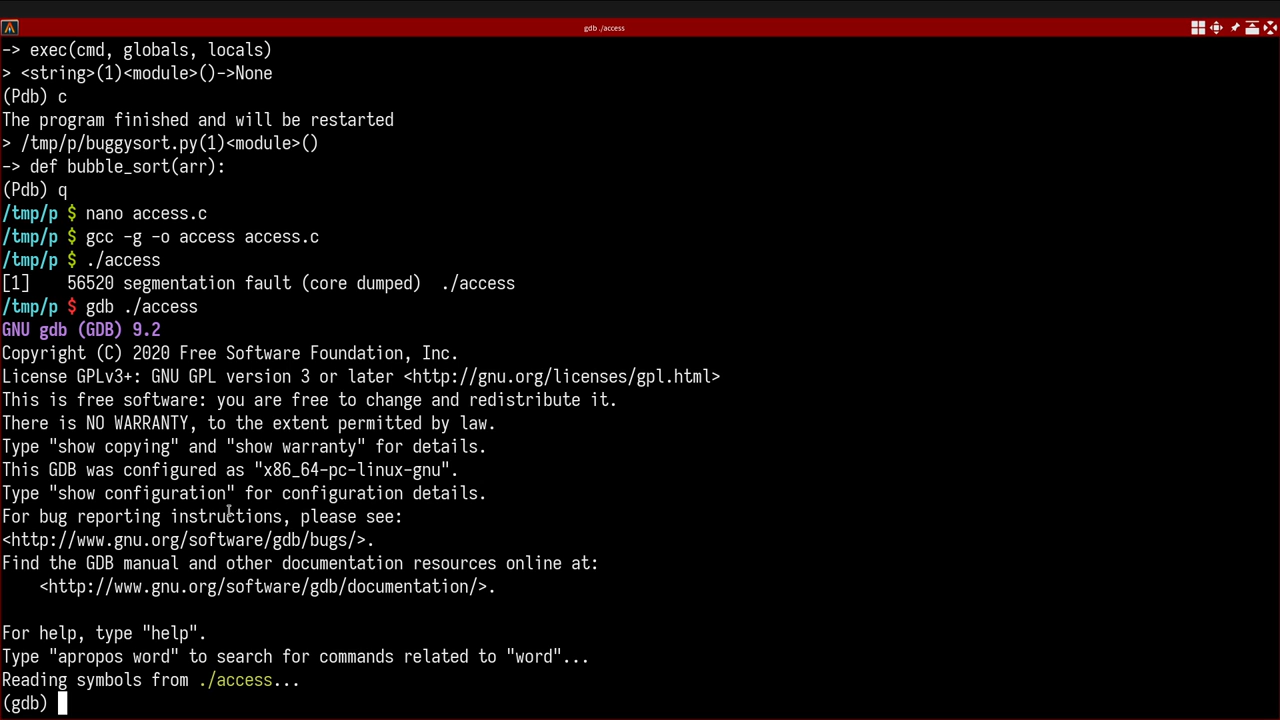 gdb ./access
-> exec(cmd, globals, locals)
> <string>(1)<module>()->None
(Pdb) c
The program finished and will be restarted
> /tmp/p/buggysort.py(1)<module>()
-> def bubble_sort(arr):
(Pdb) q
/tmp/p $ nano access.c
/tmp/p $ gcc -g -o access access.c
/tmp/p $ ./access
[1]    56520 segmentation fault (core dumped)  ./access
/tmp/p $ gdb ./access
GNU gdb (GDB) 9.2
Copyright (C) 2020 Free Software Foundation, Inc.
License GPLv3+: GNU GPL version 3 or later <http://gnu.org/licenses/gpl.html>
This is free software: you are free to change and redistribute it.
There is NO WARRANTY, to the extent permitted by law.
Type "show copying" and "show warranty" for details.
This GDB was configured as "x86_64-pc-linux-gnu".
Type "show configuration" for configuration details.
For bug reporting instructions, please see:
<http://www.gnu.org/software/gdb/bugs/>.
Find the GDB manual and other documentation resources online at:
    <http://www.gnu.org/software/gdb/documentation/>.
For help, type "help".
Type "apropos word" to search for commands related to "word"...
Reading symbols from ./access...
(gdb)